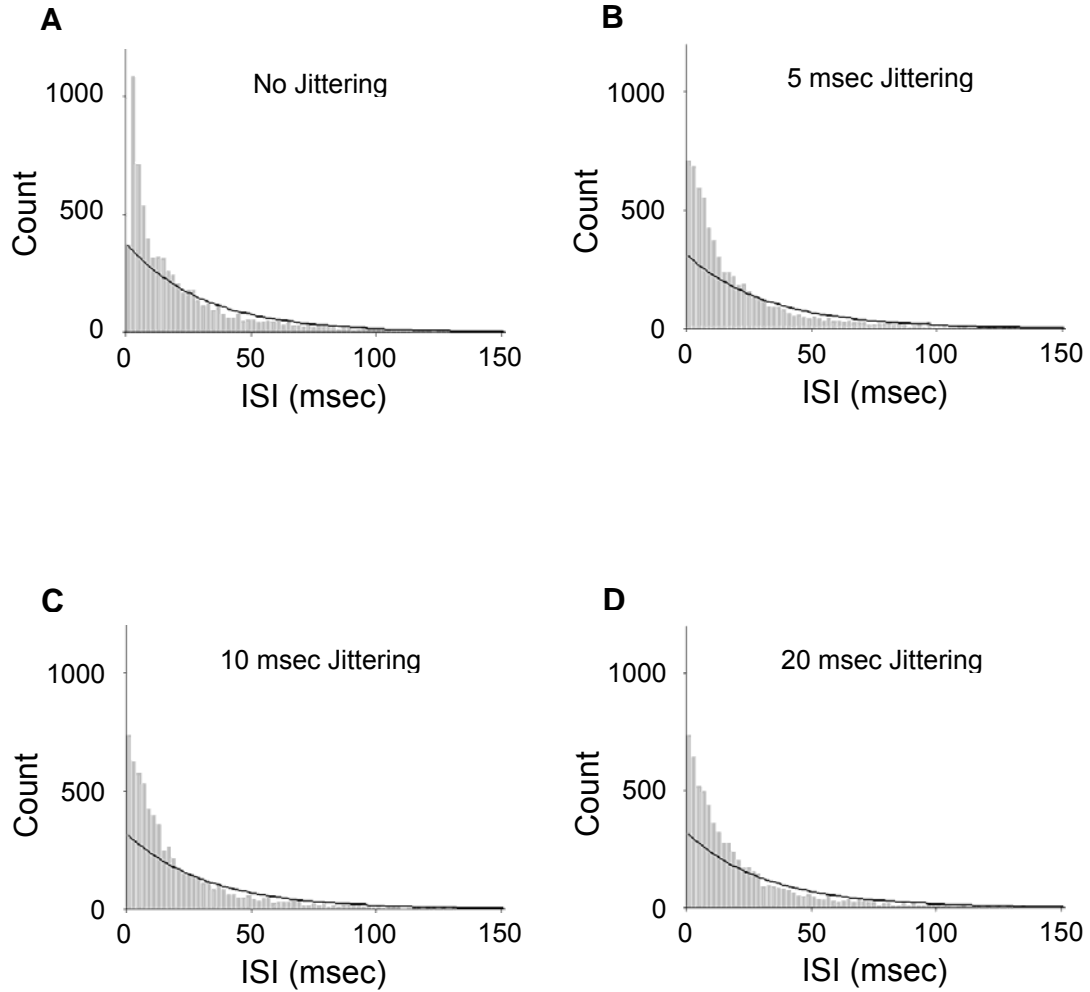 A
No Jittering
1000
500
0
Count
0 50 100 150
ISI (msec)
B
5 msec Jittering
1000
500
0
Count
0 50 100 150
ISI (msec)
C
10 msec Jittering
1000
500
0
Count
0 50 100 150
ISI (msec)
D
20 msec Jittering
1000
500
0
Count
0 50 100 150
ISI (msec)